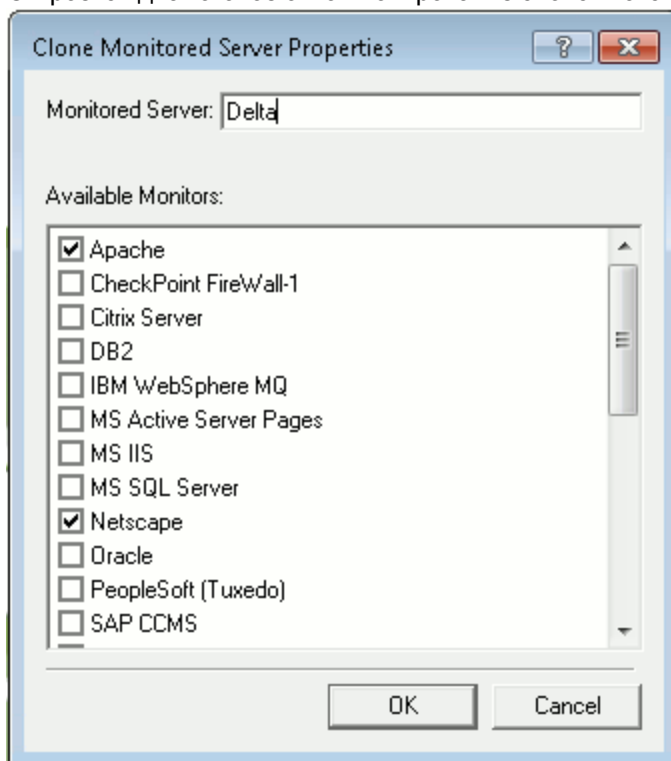 Clone Monitored Server Properties
Monitored Server: Delta
Available Monitors:
Apache
CheckPoint FireWall-1
Citrix Server
DB2
IBM WebSphere MQ
MS Active Server Pages
MS IIS
MS SQL Server
Netscape
Oracle
PeopleSoft (Tuxedo)
SAP CCMS
OK Cancel